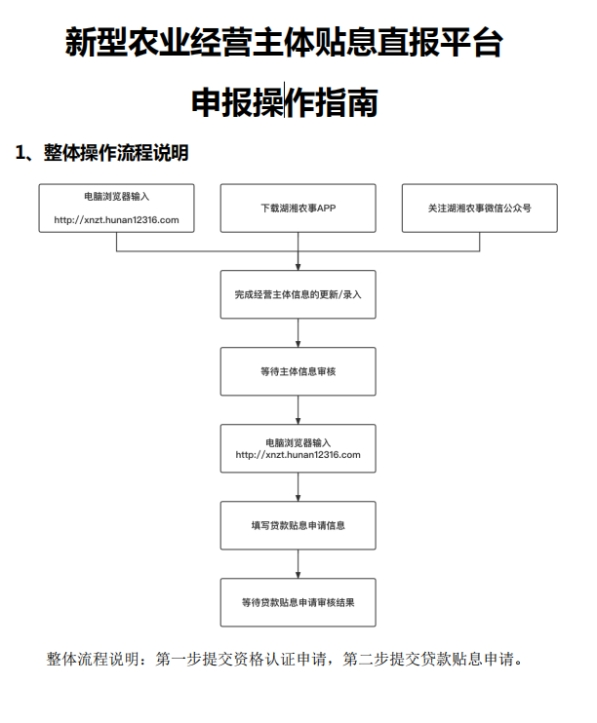 新型农业经营主体贴息直报平台
申报操作指南
1、整体操作流程说明
电脑浏览器输入
http://xnzt.hunan12316.com
下载湖湘农事APP
关注湖湘农事微信公众号
完成经营主体信息的更新/录入
等待主体信息审核
电脑浏览器输入
http://xnzt.hunan12316.com
填写贷款贴息申请信息
等待贷款贴息申请审核结果
整体流程说明：第一步提交资格认证申请，第二步提交贷款贴息申请。